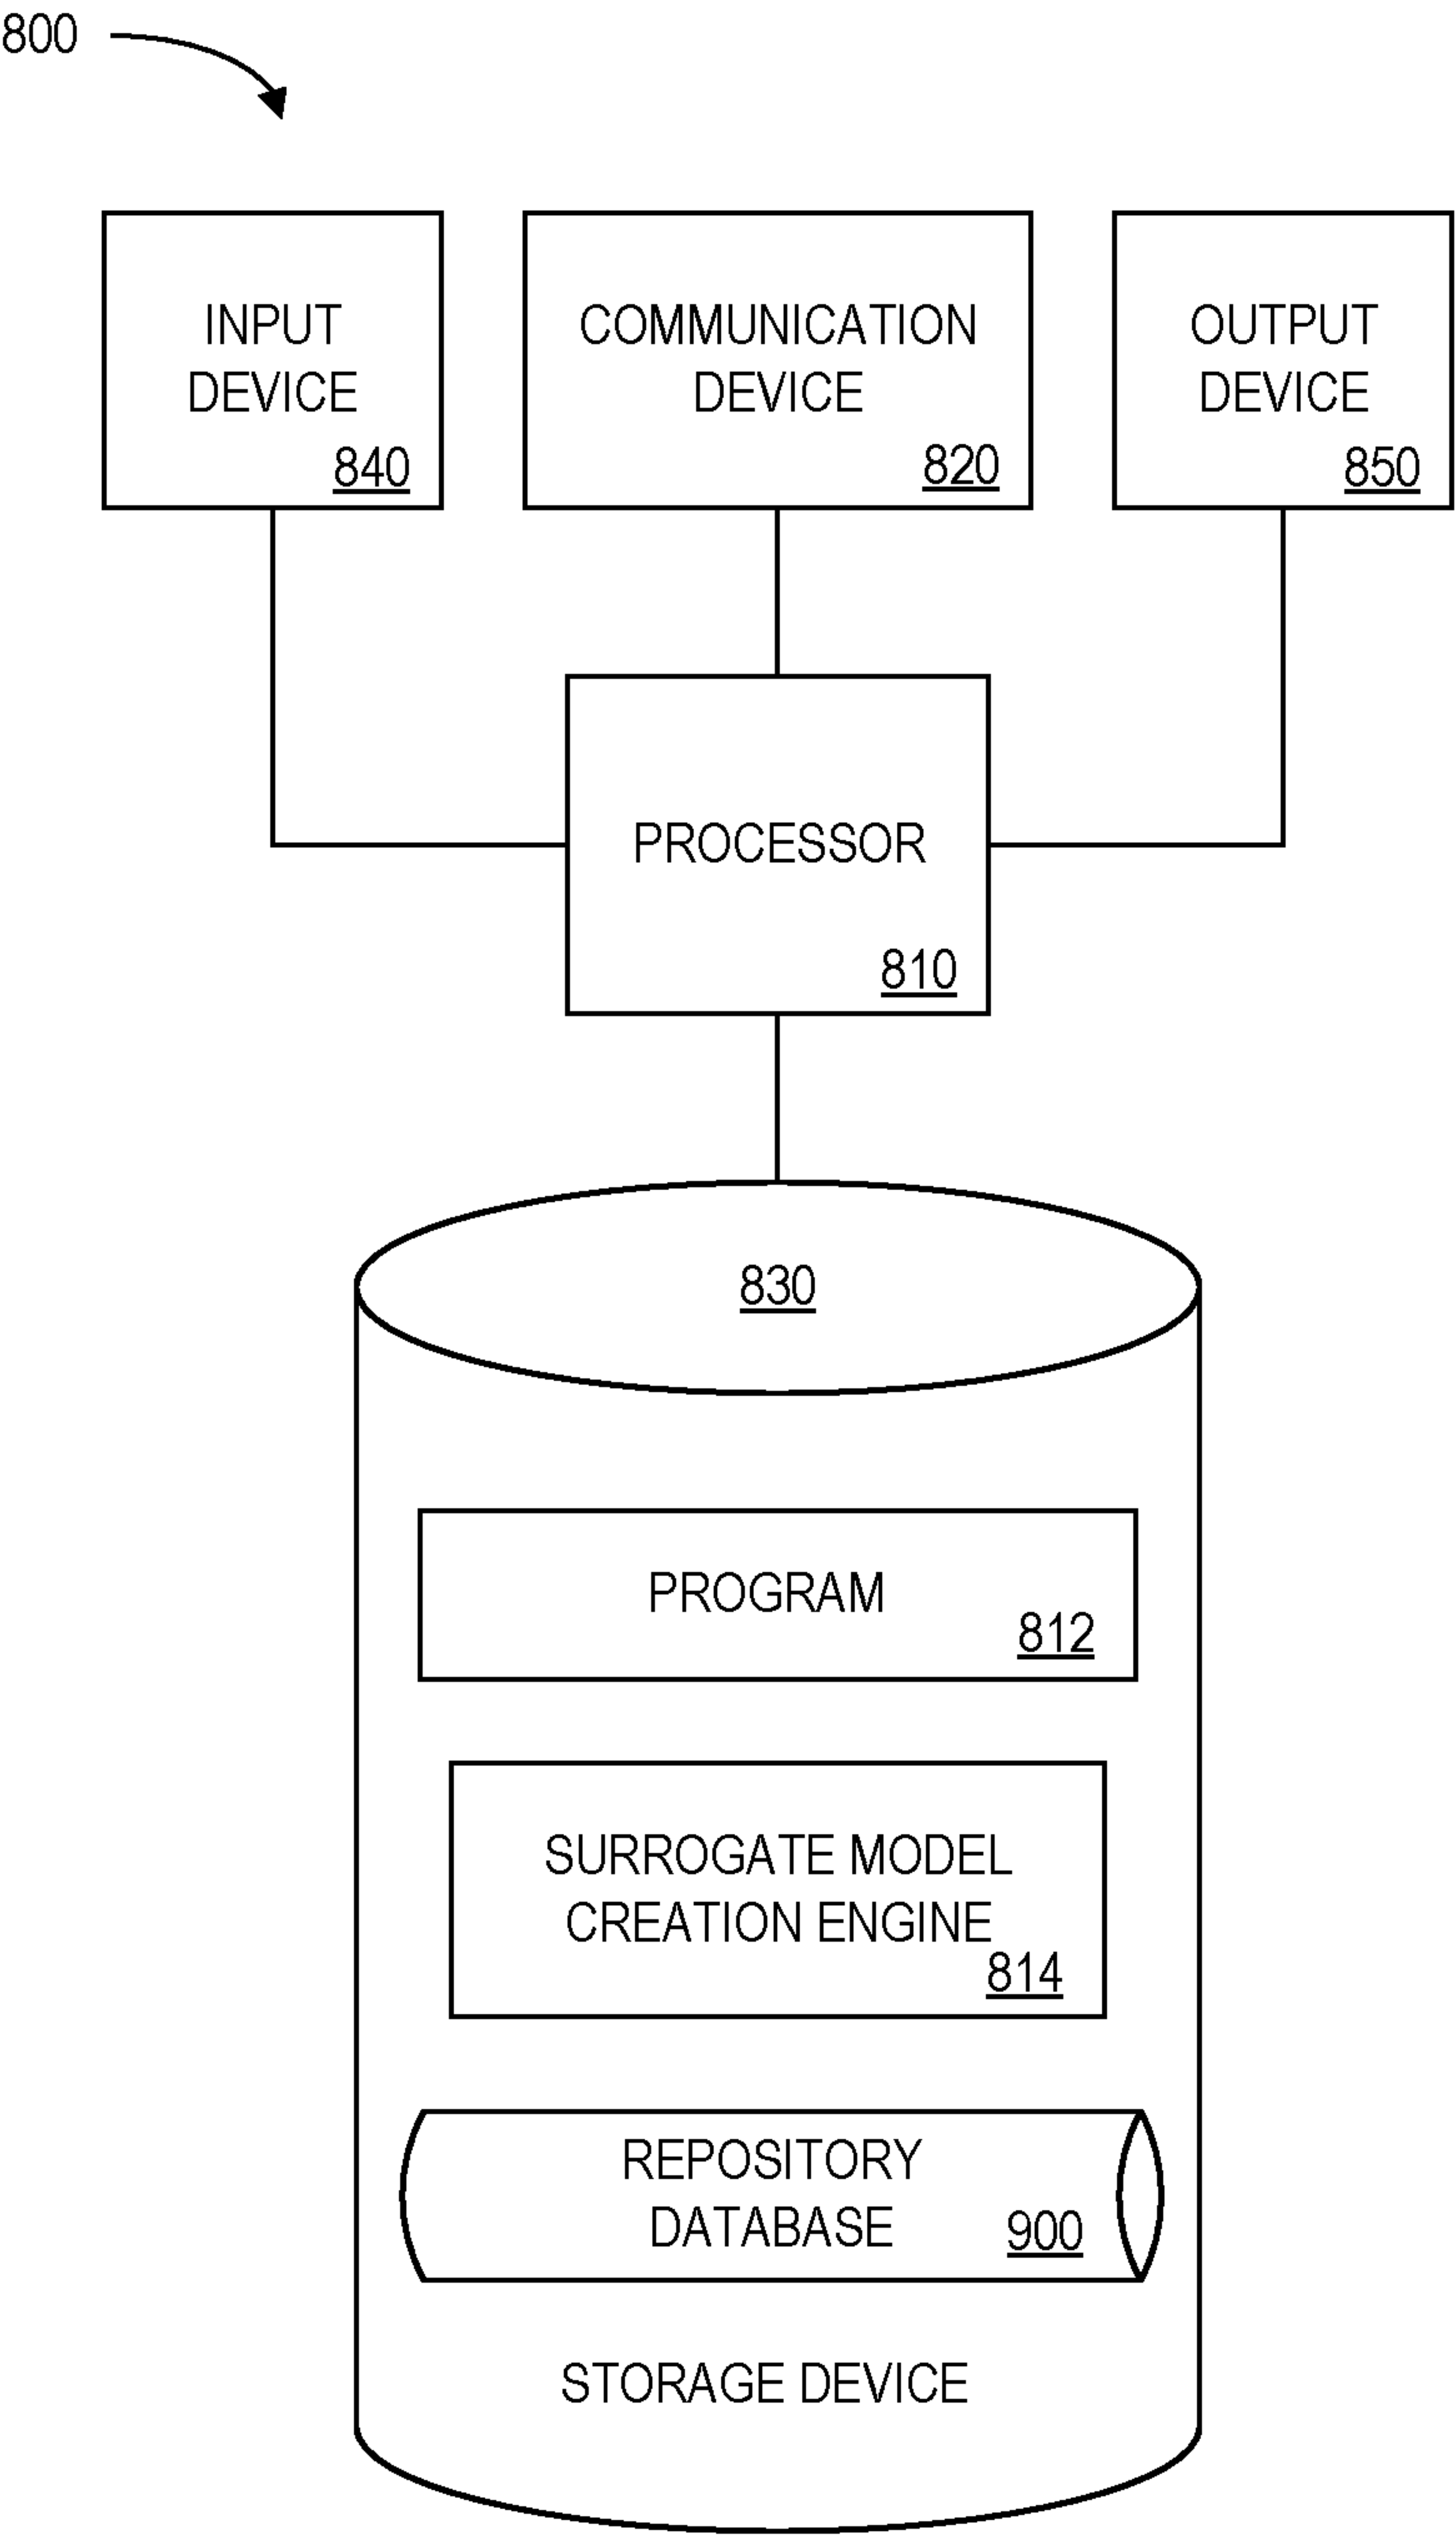 800
INPUT
DEVICE
840
COMMUNICATION
DEVICE
820
OUTPUT
DEVICE
850
PROCESSOR
810
830
PROGRAM
812
SURROGATE MODEL
CREATION ENGINE
814
REPOSITORY
DATABASE
900
STORAGE DEVICE